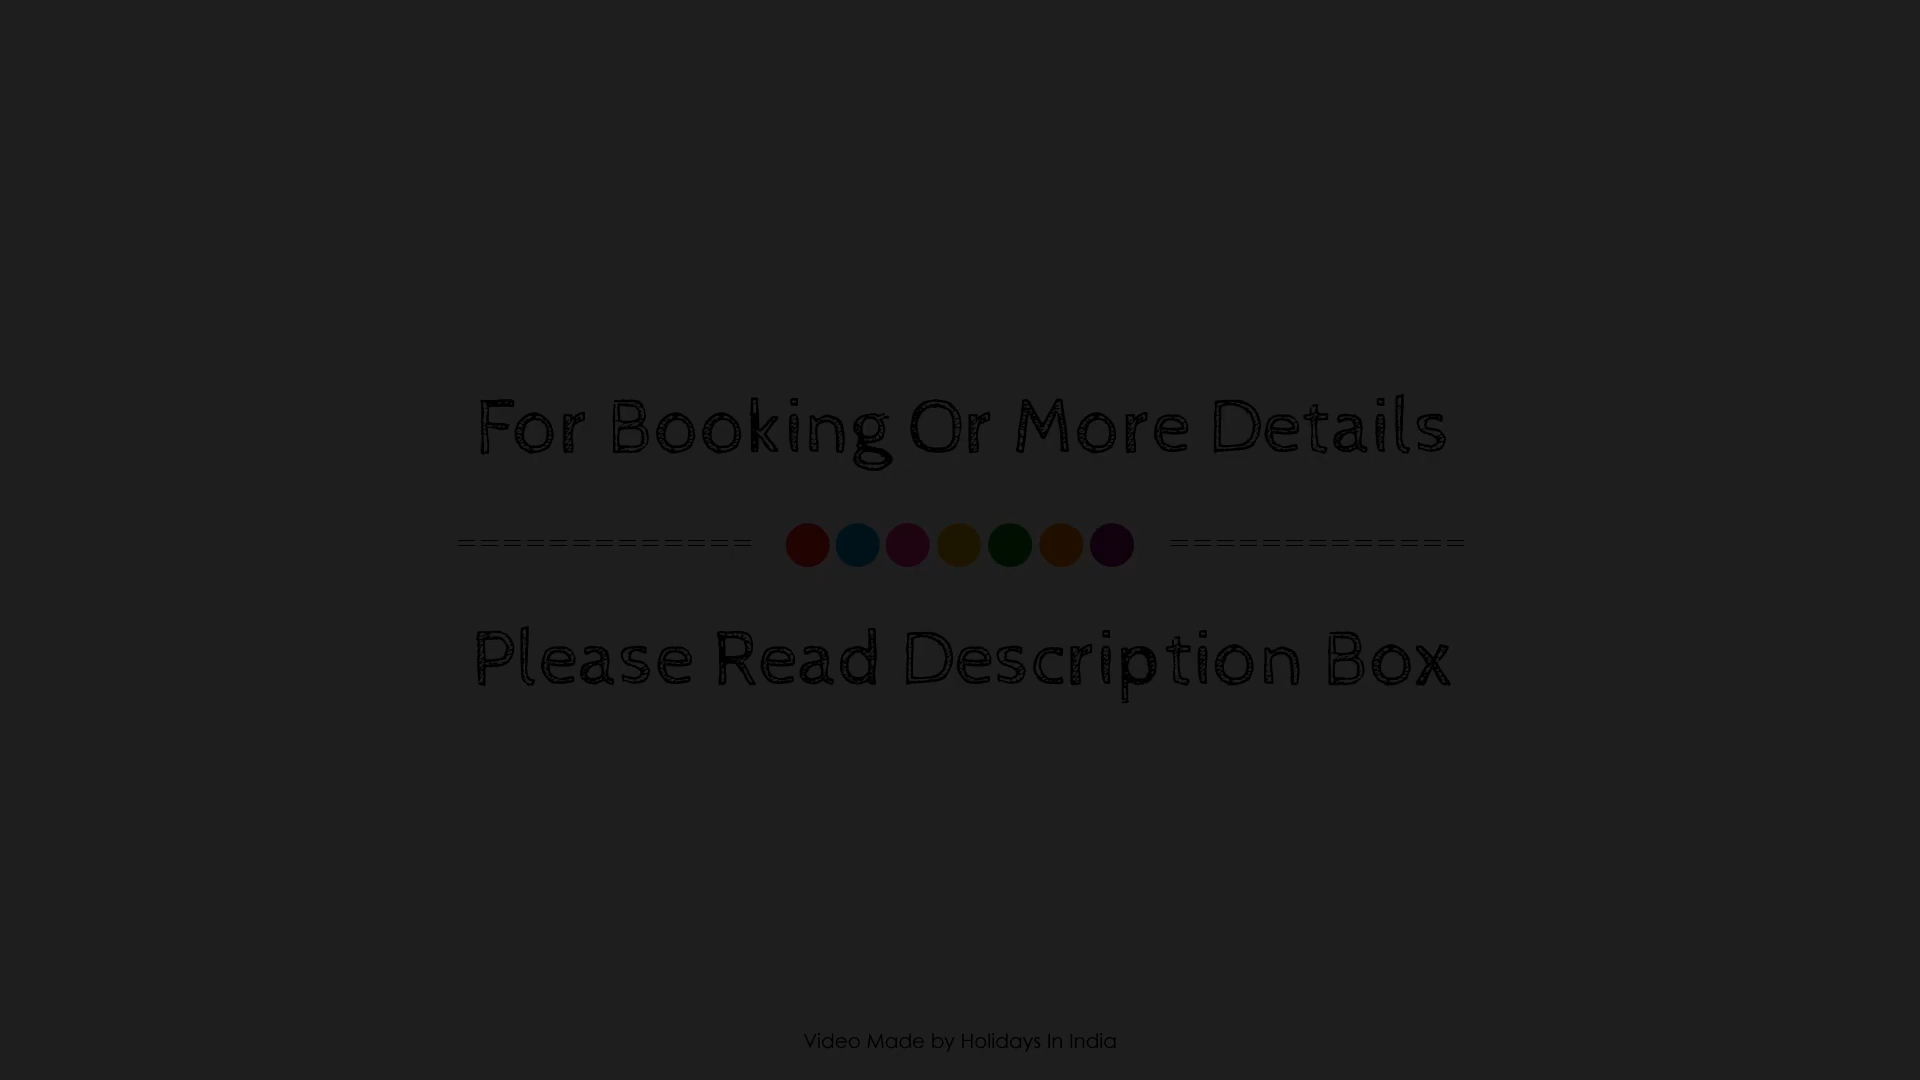 For Booking Or More Details
============= =============
Please Read Description Box
Video Made by Holidays In India